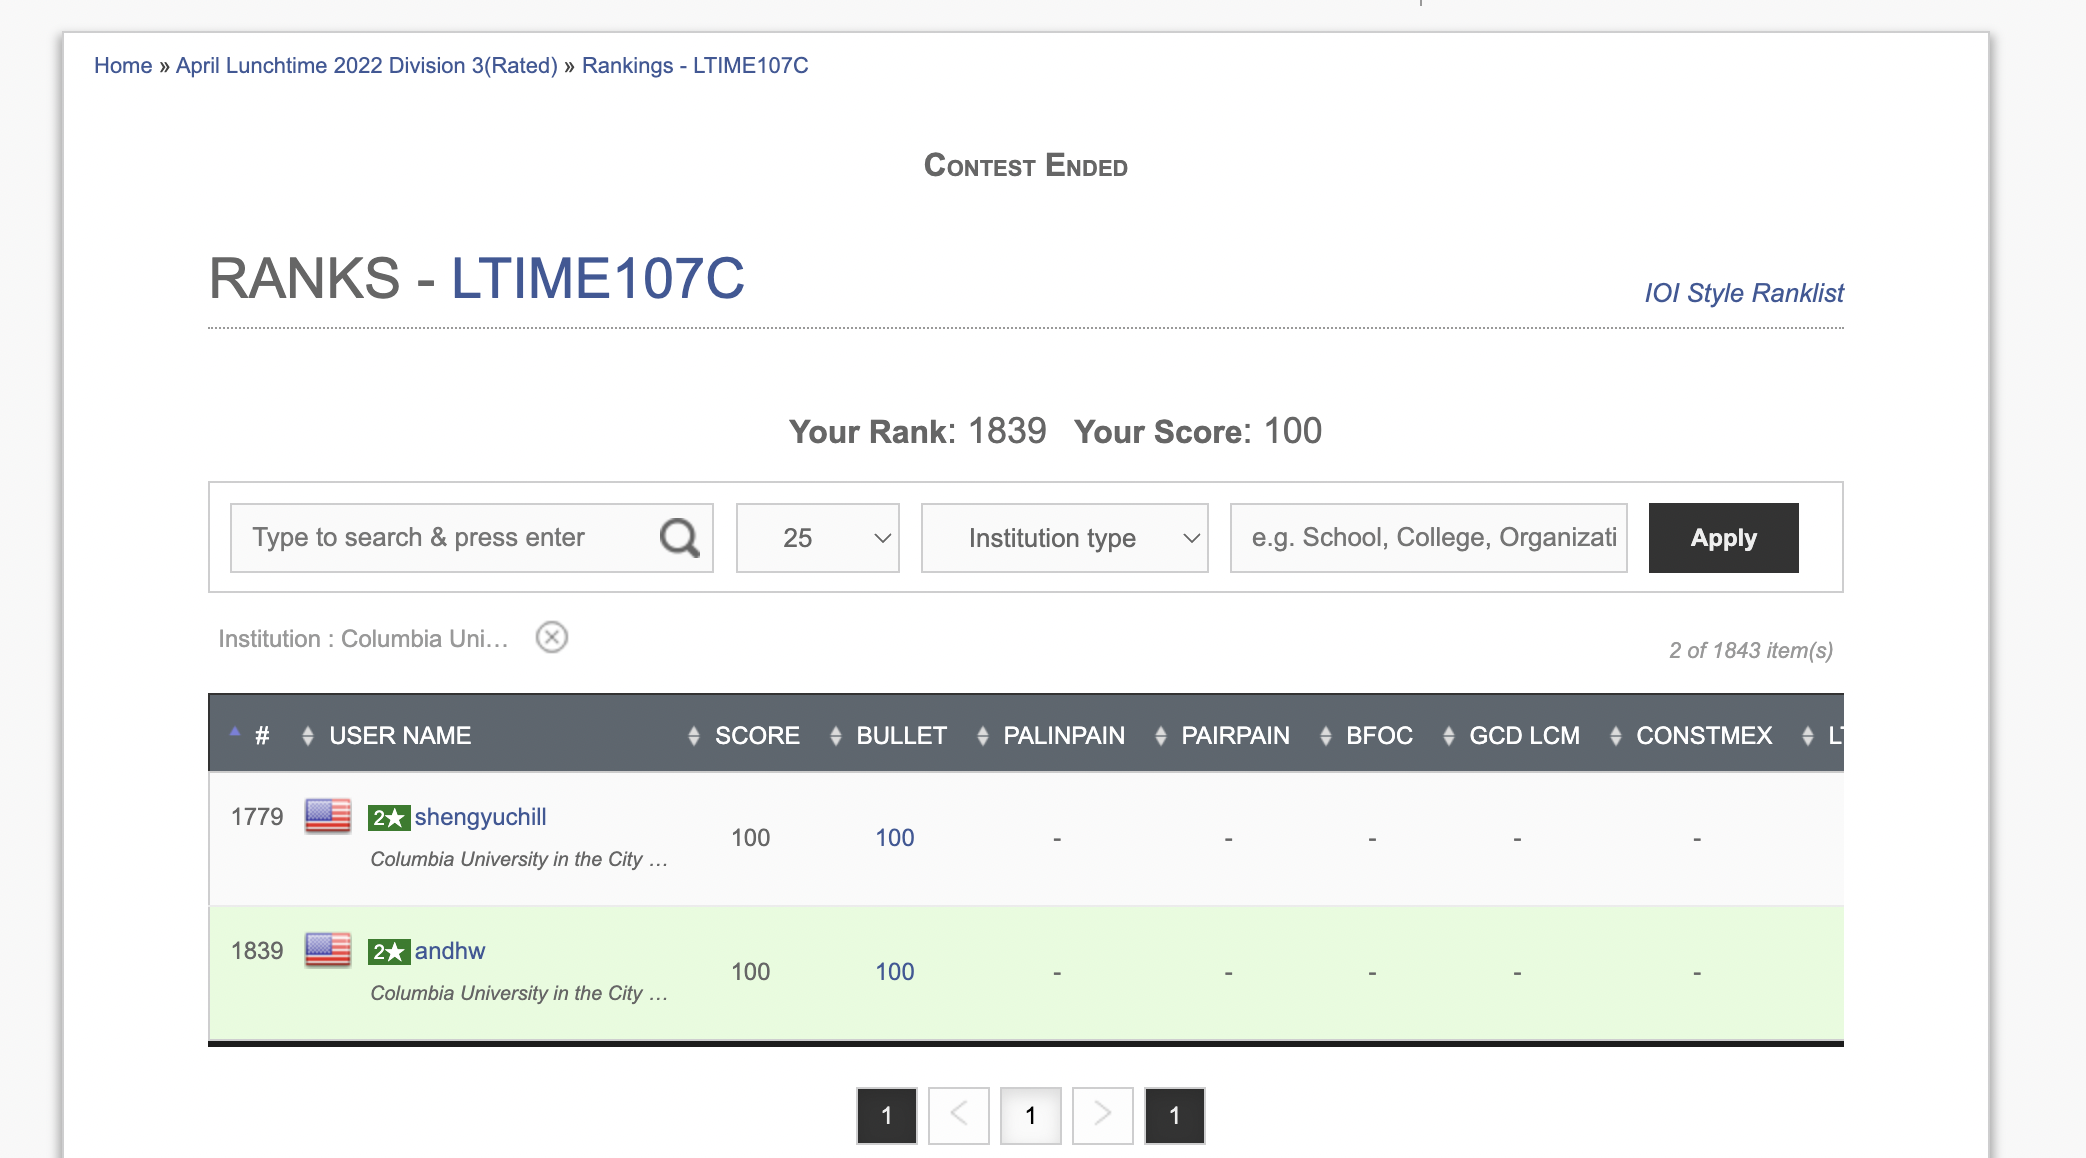 Home » April Lunchtime 2022 Division 3(Rated) » Rankings - LTIME107C
CONTEST ENDED
RANKS - LTIME107C
IOI Style Ranklist
Your Rank: 1839 Your Score: 100
Type to search & press enter 25 Institution type e.g. School, College, Organizati Apply
Institution : Columbia Uni...
2 of 1843 item(s)
# USER NAME SCORE BULLET PALINPAIN PAIRPAIN BFOC GCD LCM CONSTMEX
1779 2★ shengyuchill 100 100 - - - - -
Columbia University in the City ...
1839 2★ andhw 100 100 - - - - -
Columbia University in the City ...
1 < 1 > 1